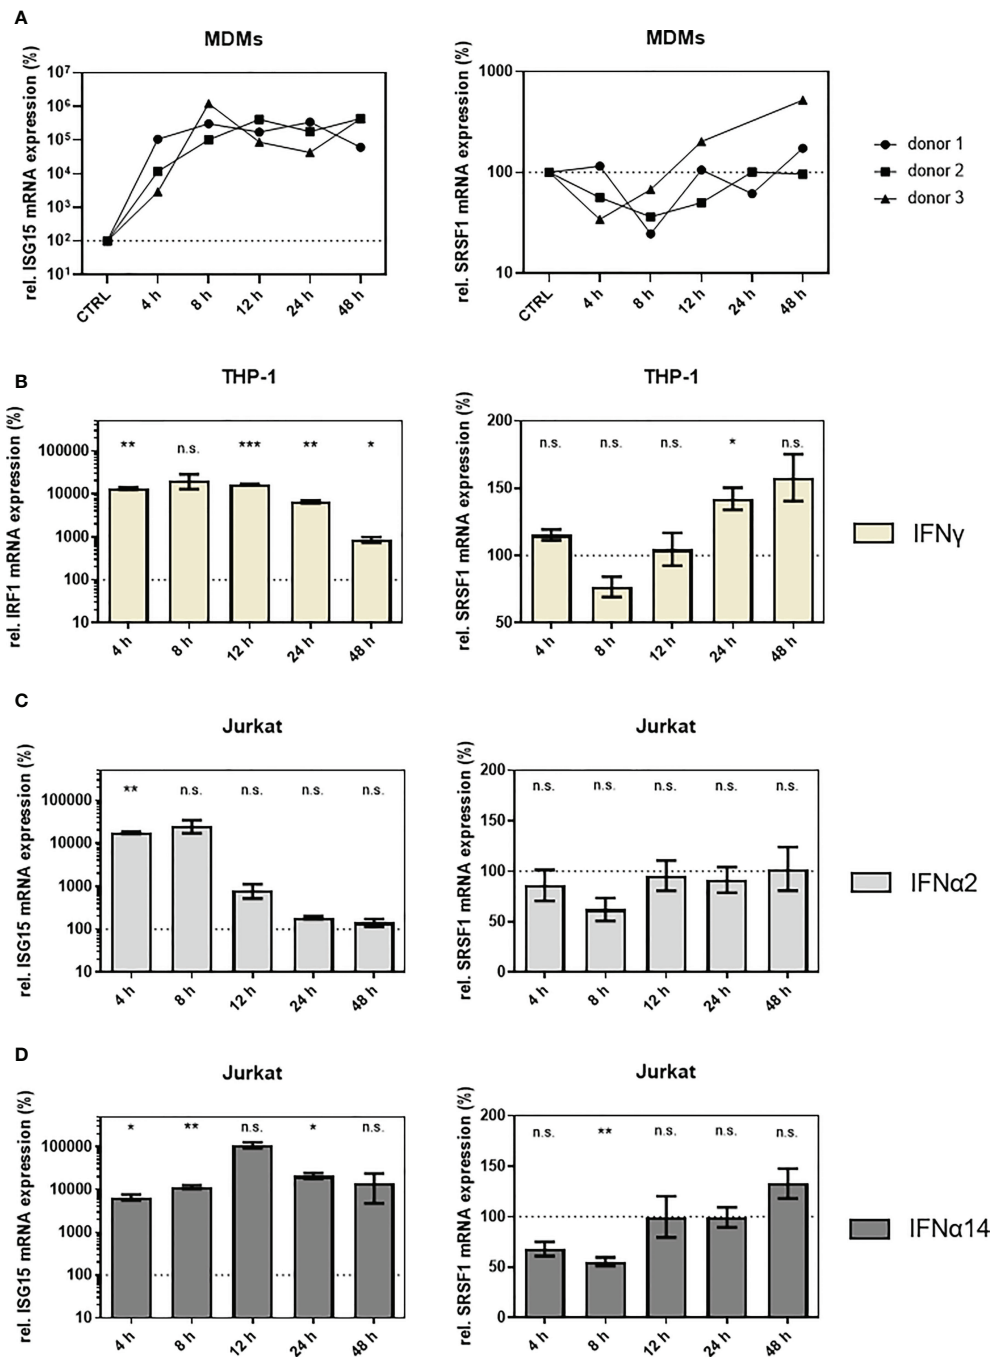 A
MDMs
MDMs
rel. ISG15 mRNA expression (%)
10⁷
10⁶
10⁵
10⁴
10³
10²
10¹
CTRL
4 h
8 h
12 h
24 h
48 h
rel. SRSF1 mRNA expression (%)
1000
100
10
CTRL
4 h
8 h
12 h
24 h
48 h
donor 1
donor 2
donor 3
B
THP-1
THP-1
rel. IRF1 mRNA expression (%)
100000
10000
1000
100
10
** n.s. *** ** *
4 h
8 h
12 h
24 h
48 h
rel. SRSF1 mRNA expression (%)
200
150
100
50
n.s. n.s. n.s. * n.s.
4 h
8 h
12 h
24 h
48 h
IFNγ
C
Jurkat
Jurkat
rel. ISG15 mRNA expression (%)
100000
10000
1000
100
10
** n.s. n.s. n.s. n.s.
4 h
8 h
12 h
24 h
48 h
rel. SRSF1 mRNA expression (%)
200
150
100
50
0
n.s. n.s. n.s. n.s. n.s.
4 h
8 h
12 h
24 h
48 h
IFNα2
D
Jurkat
Jurkat
rel. ISG15 mRNA expression (%)
100000
10000
1000
100
10
* ** n.s. * n.s.
4 h
8 h
12 h
24 h
48 h
rel. SRSF1 mRNA expression (%)
200
150
100
50
0
n.s. ** n.s. n.s. n.s.
4 h
8 h
12 h
24 h
48 h
IFNα14